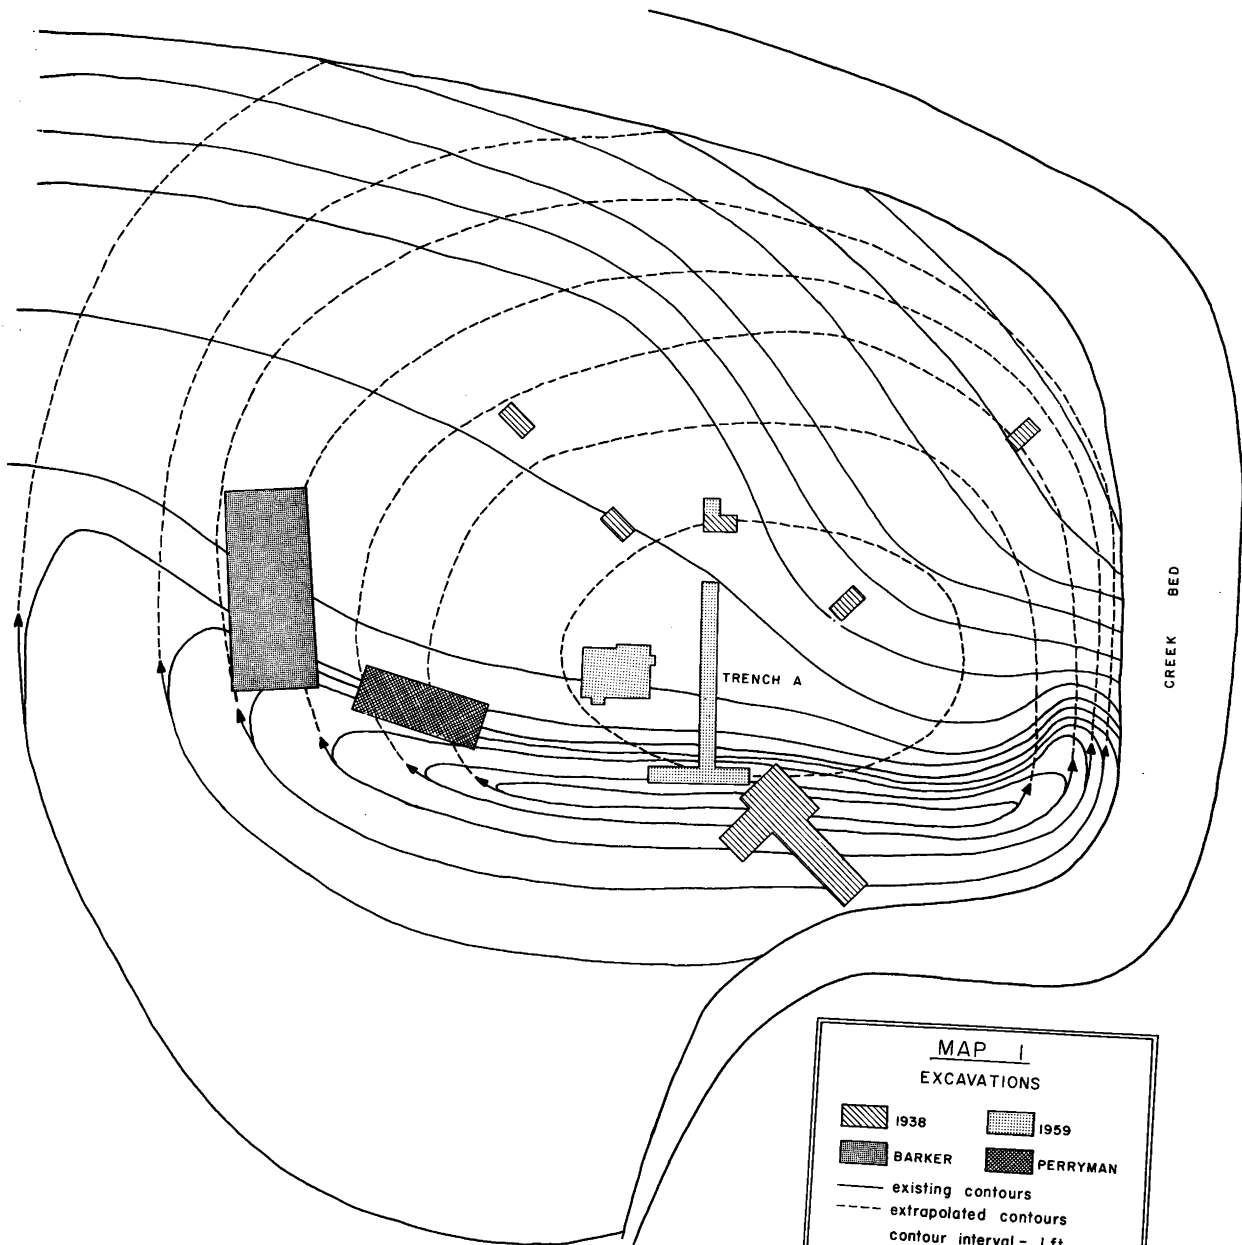 TRENCH A
CREEK BED
MAP 1
EXCAVATIONS
1938
1959
BARKER
PERRYMAN
existing contours
extrapolated contours
contour interval - 1 ft